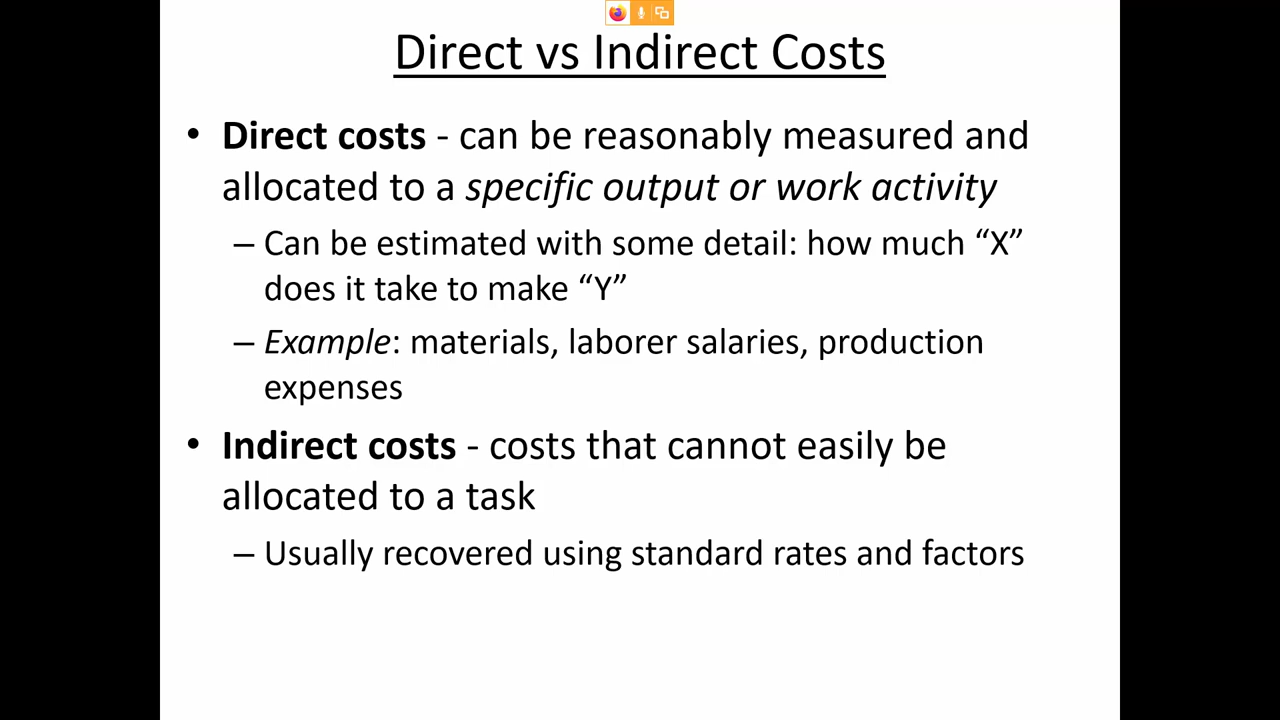 Direct vs Indirect Costs
• Direct costs - can be reasonably measured and
allocated to a specific output or work activity
– Can be estimated with some detail: how much “X”
does it take to make “Y”
– Example: materials, laborer salaries, production
expenses
• Indirect costs - costs that cannot easily be
allocated to a task
– Usually recovered using standard rates and factors